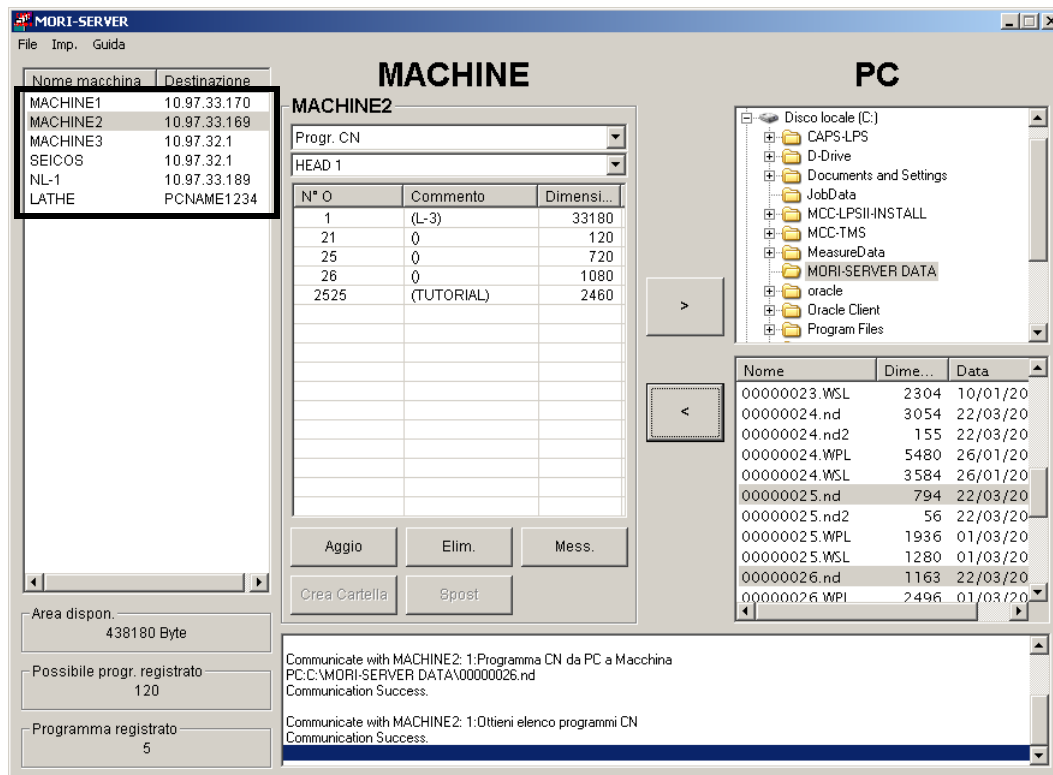 MORI-SERVER
File Imp. Guida
Nome macchina Destinazione
MACHINE1 10.97.33.170
MACHINE2 10.97.33.169
MACHINE3 10.97.32.1
SEICOS 10.97.32.1
NL-1 10.97.33.189
LATHE PCNAME1234
Area dispon.
438180 Byte
Possibile progr. registrato
120
Programma registrato
5
MACHINE
MACHINE2
Progr. CN
HEAD 1
N° O Commento Dimensi...
1 (L-3) 33180
21 () 120
25 () 720
26 () 1080
2525 (TUTORIAL) 2460
Aggio Elim. Mess.
Crea Cartella Spost
>
<
PC
Disco locale (C:)
CAPS-LPS
D-Drive
Documents and Settings
JobData
MCC-LPSII-INSTALL
MCC-TMS
MeasureData
MORI-SERVER DATA
oracle
Oracle Client
Program Files
Nome Dime... Data
00000023.WSL 2304 10/01/20
00000024.nd 3054 22/03/20
00000024.nd2 155 22/03/20
00000024.WPL 5480 26/01/20
00000024.WSL 3584 26/01/20
00000025.nd 794 22/03/20
00000025.nd2 56 22/03/20
00000025.WPL 1936 01/03/20
00000025.WSL 1280 01/03/20
00000026.nd 1163 22/03/20
00000026.WPL 2496 01/03/20
Communicate with MACHINE2: 1:Programma CN da PC a Macchina
PC:C:\MORI-SERVER DATA\00000026.nd
Communication Success.
Communicate with MACHINE2: 1:Ottieni elenco programmi CN
Communication Success.